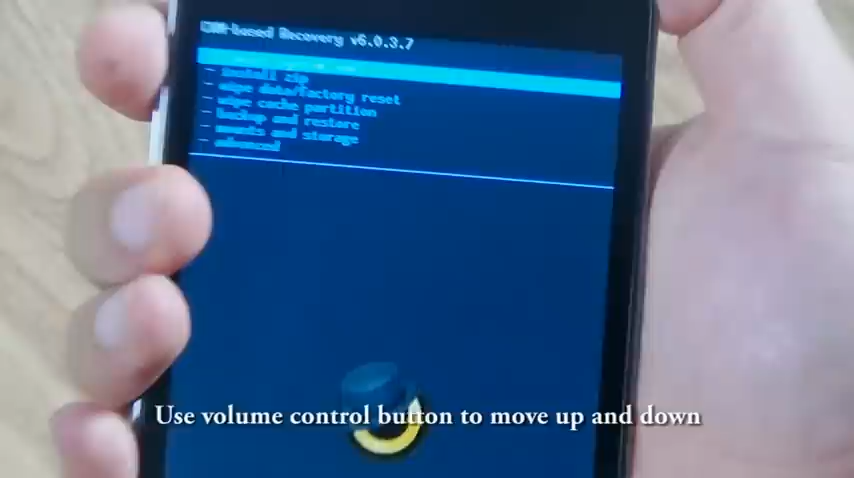 CWM-based Recovery v6.0.3.7
- install zip
- wipe data/factory reset
- wipe cache partition
- backup and restore
- mounts and storage
- advanced
Use volume control button to move up and down